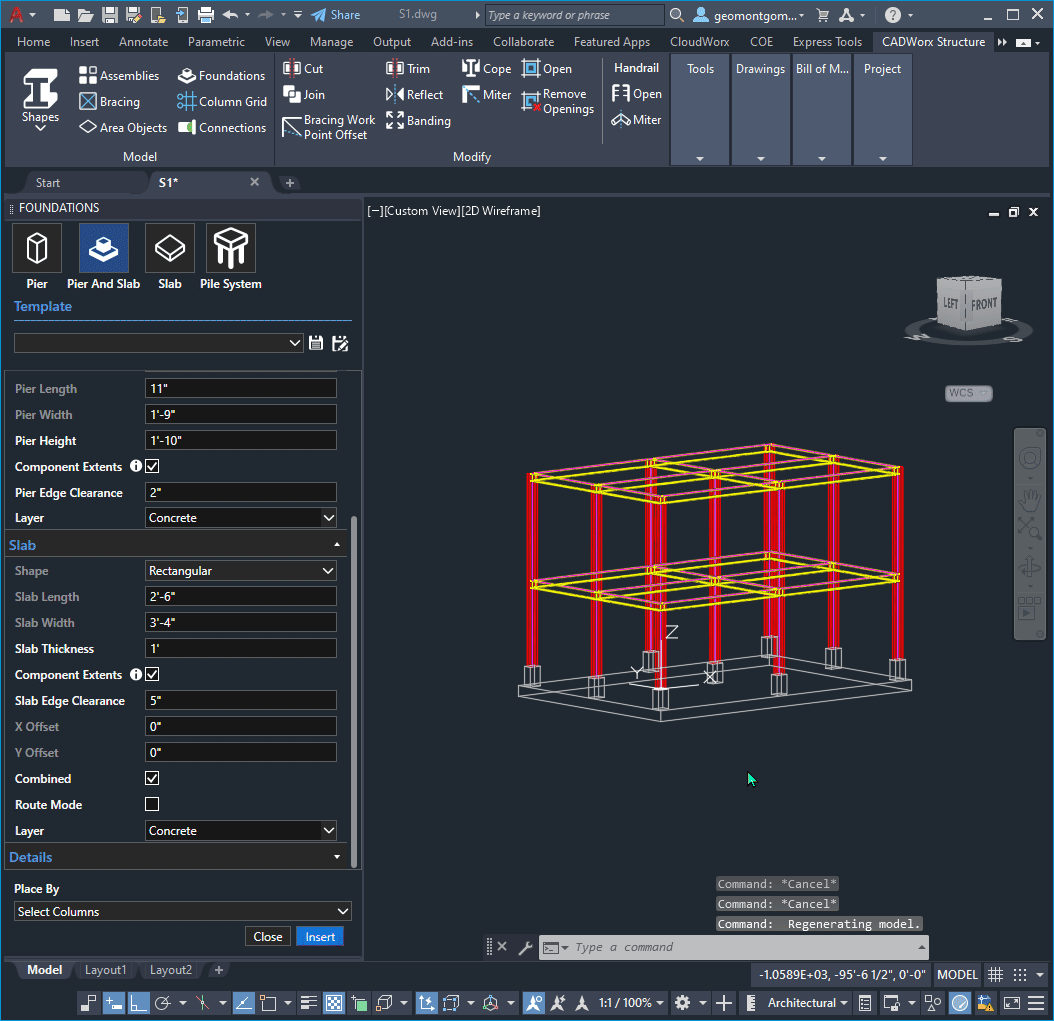 Share
S1.dwg
Type a keyword or phrase
geomontgom...
Home Insert Annotate Parametric View Manage Output Add-ins Collaborate Featured Apps CloudWorx COE Express Tools CADWorx Structure
Shapes
Assemblies
Bracing
Area Objects
Foundations
Column Grid
Connections
Model
Cut
Join
Bracing Work
Point Offset
Trim
Reflect
Banding
Cope
Miter
Open
Remove
Openings
Modify
Handrail
Open
Miter
Tools
Drawings
Bill of M...
Project
Start
S1*
FOUNDATIONS
[−][Custom View][2D Wireframe]
Pier
Pier And Slab
Slab
Pile System
Template
Pier Length 11"
Pier Width 1'-9"
Pier Height 1'-10"
Component Extents
Pier Edge Clearance 2"
Layer Concrete
Slab
Shape Rectangular
Slab Length 2'-6"
Slab Width 3'-4"
Slab Thickness 1'
Component Extents
Slab Edge Clearance 5"
X Offset 0"
Y Offset 0"
Combined
Route Mode
Layer Concrete
Details
Place By
Select Columns
Close
Insert
LEFT
FRONT
W
S
WCS
Z
Y
X
Command: *Cancel*
Command: *Cancel*
Command: Regenerating model.
Type a command
Model
Layout1
Layout2
-1.0589E+03, -95'-6 1/2", 0'-0"
MODEL
1:1 / 100%
Architectural